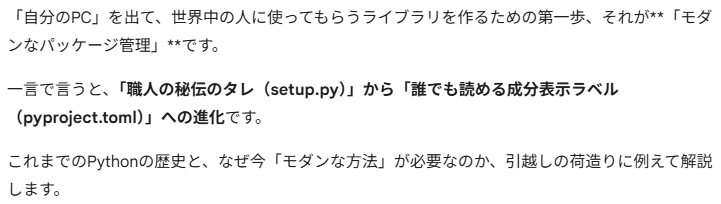 「自分のPC」を出て、世界中の人に使ってもらうライブラリを作るための第一歩、それが**「モダ
ンなパッケージ管理」**です。
一言で言うと、「職人の秘伝のタレ（setup.py）」から「誰でも読める成分表示ラベル
（pyproject.toml）」への進化です。
これまでのPythonの歴史と、なぜ今「モダンな方法」が必要なのか、引越しの荷造りに例えて解説
します。